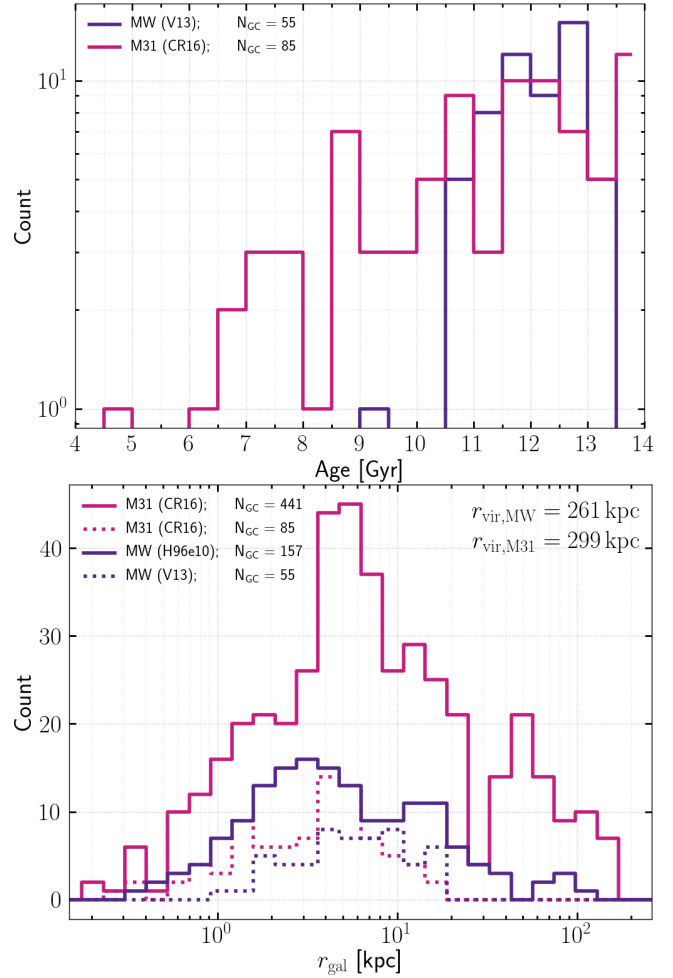 MW (V13); N_GC = 55
M31 (CR16); N_GC = 85
10^1
10^0
Count
4 5 6 7 8 9 10 11 12 13 14
Age [Gyr]
M31 (CR16); N_GC = 441
M31 (CR16); N_GC = 85
MW (H96e10); N_GC = 157
MW (V13); N_GC = 55
r_vir,MW = 261 kpc
r_vir,M31 = 299 kpc
40
30
20
10
0
Count
10^0 10^1 10^2
r_gal [kpc]